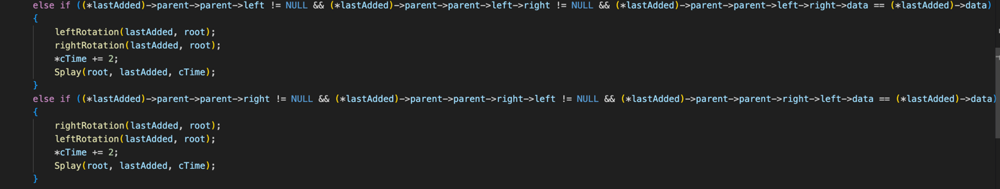 else if ((*lastAdded)->parent->parent->left != NULL && (*lastAdded)->parent->parent->left->right != NULL && (*lastAdded)->parent->parent->left->right->data == (*lastAdded)->data)
{
leftRotation(lastAdded, root);
rightRotation(lastAdded, root);
*cTime += 2;
Splay(root, lastAdded, cTime);
}
else if ((*lastAdded)->parent->parent->right != NULL && (*lastAdded)->parent->parent->right->left != NULL && (*lastAdded)->parent->parent->right->left->data == (*lastAdded)->data)
{
rightRotation(lastAdded, root);
leftRotation(lastAdded, root);
*cTime += 2;
Splay(root, lastAdded, cTime);
}